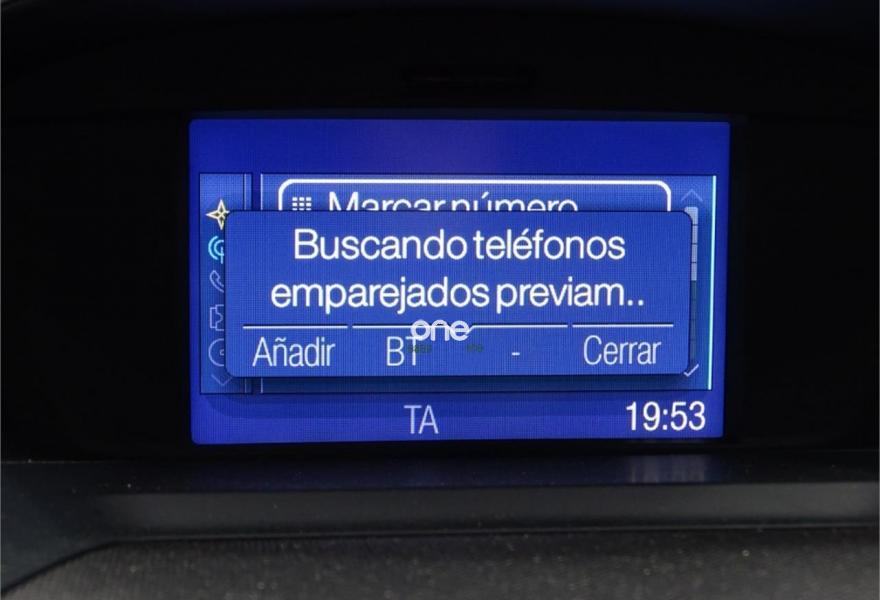 Marcar número
Buscando teléfonos
emparejados previam..
one
Añadir BT - Cerrar
TA 19:53